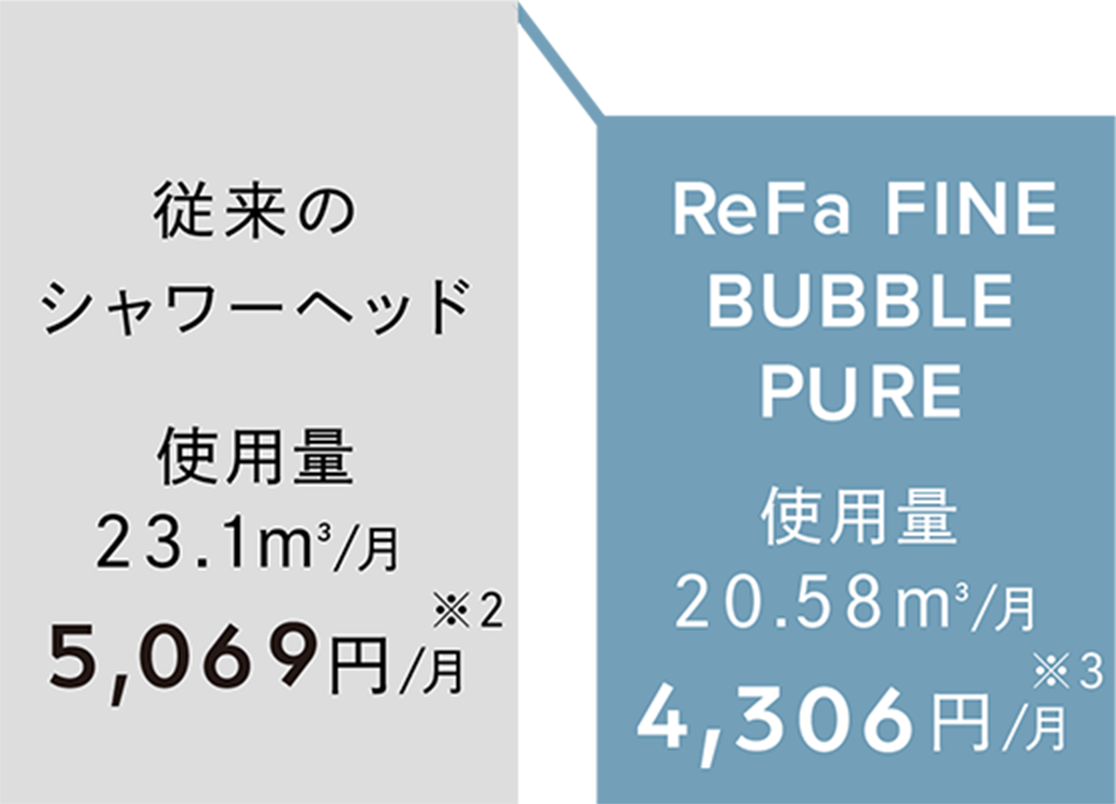 従来の
シャワーヘッド
使用量
23.1m³/月
※2
5,069円/月
ReFa FINE
BUBBLE
PURE
使用量
20.58m³/月
※3
4,306円/月